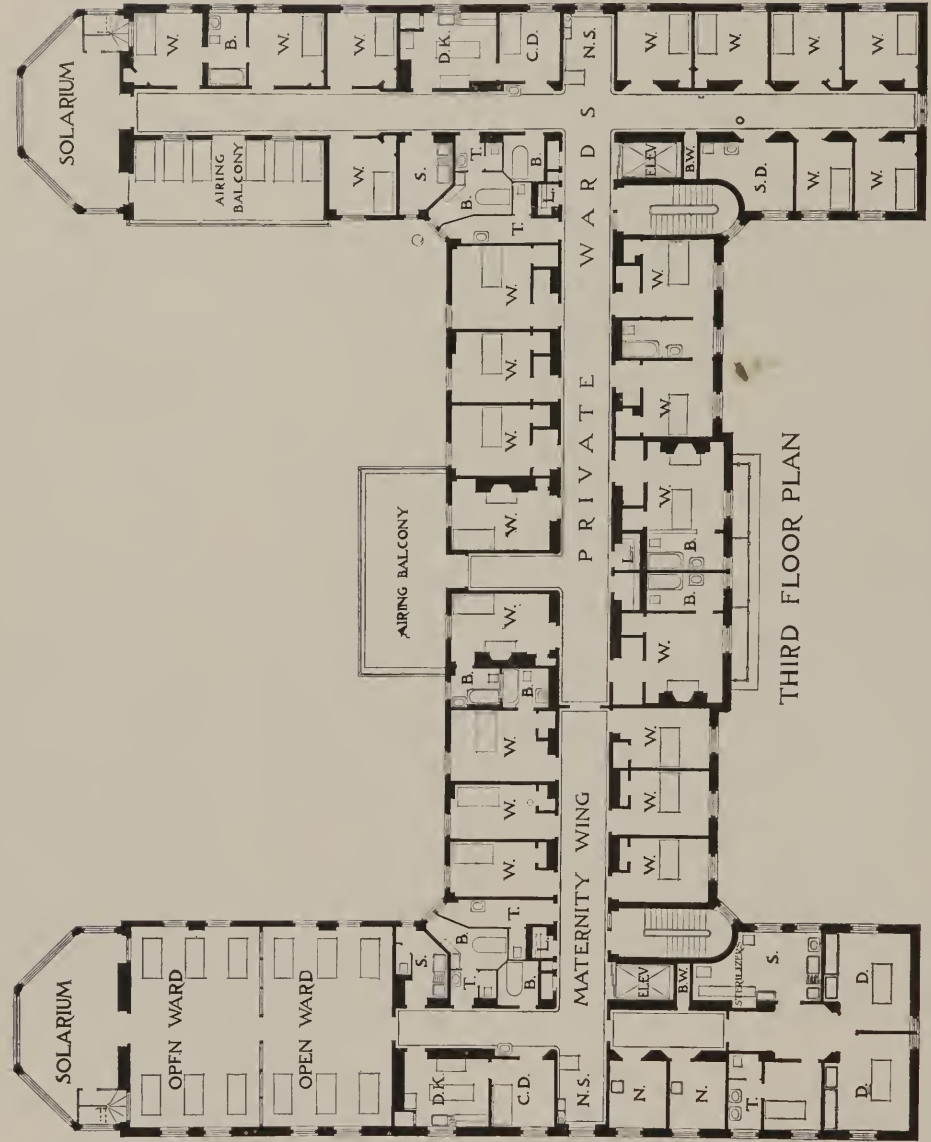 SOLARIUM
SOLARIUM
OPEN WARD
W.
AIRING
BALCONY
B.
OPEN WARD
W.
W.
W.
AIRING BALCONY
S.
S.
D.K.
D.K.
T.
B.
B.
T.
T.
B.
T.
B.
C.D.
C.D.
L.
L.
W.
W.
W.
B.
B.
W.
W.
W.
W.
W.
N.S.
MATERNITY WING
PRIVATE WARDS
N.S.
N.
ELEV
L.
ELEV
W.
W.
W.
W.
W.
B.
B.
W.
W.
W.
N.
B.W.
B.W.
W.
T.
STERILIZER
S.
S.D.
W.
THIRD FLOOR PLAN
W.
W.
D.
D.
W.
W.